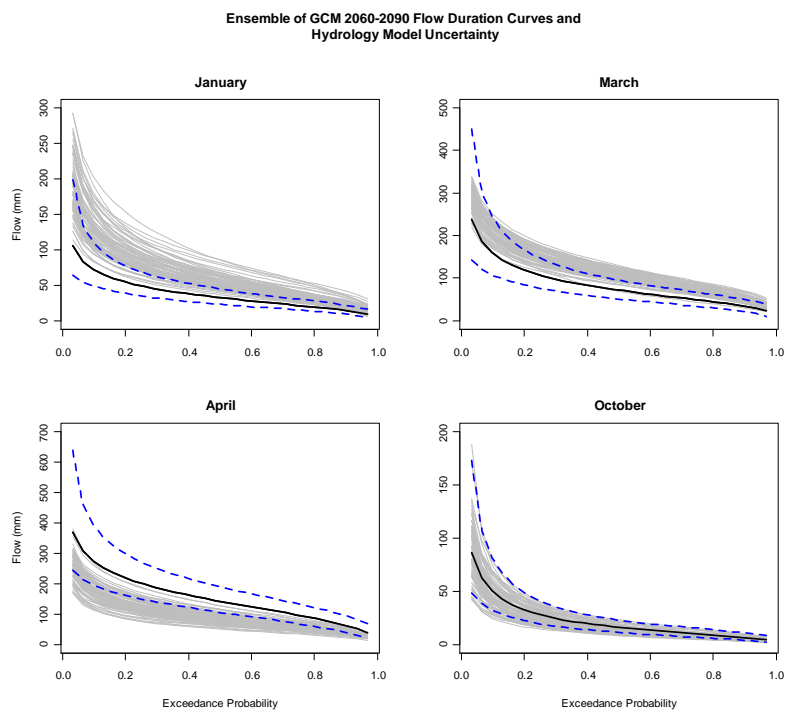 Ensemble of GCM 2060-2090 Flow Duration Curves and
Hydrology Model Uncertainty
January
Flow (mm)
300
250
200
150
100
50
0
0.0 0.2 0.4 0.6 0.8 1.0
March
500
400
300
200
100
0
0.0 0.2 0.4 0.6 0.8 1.0
April
Flow (mm)
700
600
500
400
300
200
100
0
0.0 0.2 0.4 0.6 0.8 1.0
Exceedance Probability
October
200
150
100
50
0
0.0 0.2 0.4 0.6 0.8 1.0
Exceedance Probability